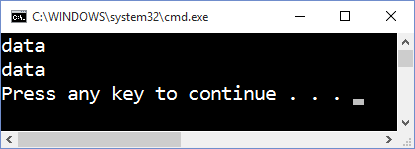 C:\WINDOWS\system32\cmd.exe
data
data
Press any key to continue . . .